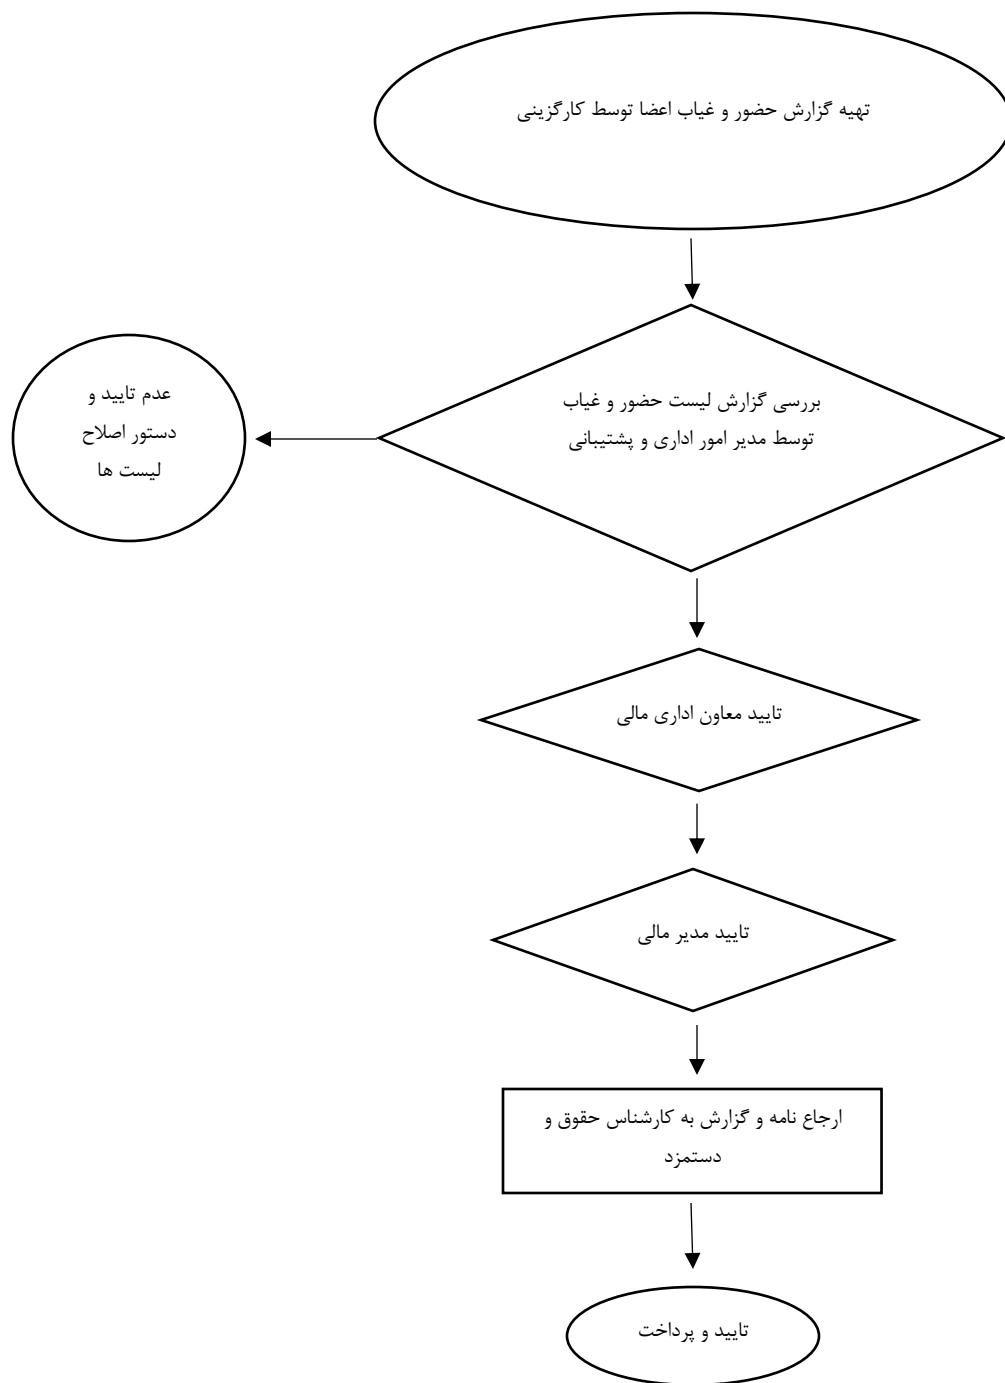 تهیه گزارش حضور و غیاب اعضا توسط کارگزینی
بررسی گزارش لیست حضور و غیاب
توسط مدیر امور اداری و پشتیبانی
عدم تایید و
دستور اصلاح
لیست ها
تایید معاون اداری مالی
تایید مدیر مالی
ارجاع نامه و گزارش به کارشناس حقوق و
دستمزد
تایید و پرداخت